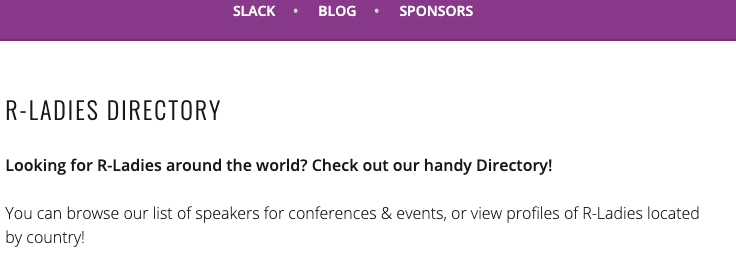 SLACK • BLOG • SPONSORS
R-LADIES DIRECTORY
Looking for R-Ladies around the world? Check out our handy Directory!
You can browse our list of speakers for conferences & events, or view profiles of R-Ladies located
by country!